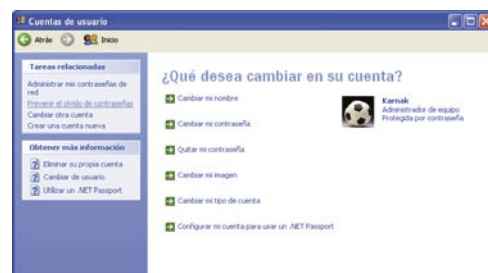 Cuentas de usuario
Atrás
Inicio
Tareas relacionadas
Administrar mis contraseñas de
red
Prevenir el olvido de contraseñas
Cambiar otra cuenta
Crear una cuenta nueva
Obtener más información
Eliminar su propia cuenta
Cambiar de usuario
Utilizar un .NET Passport
¿Qué desea cambiar en su cuenta?
Cambiar mi nombre
Cambiar mi contraseña
Quitar mi contraseña
Cambiar mi imagen
Cambiar mi tipo de cuenta
Configurar mi cuenta para usar un .NET Passport
Karnak
Administrador de equipo
Protegida por contraseña